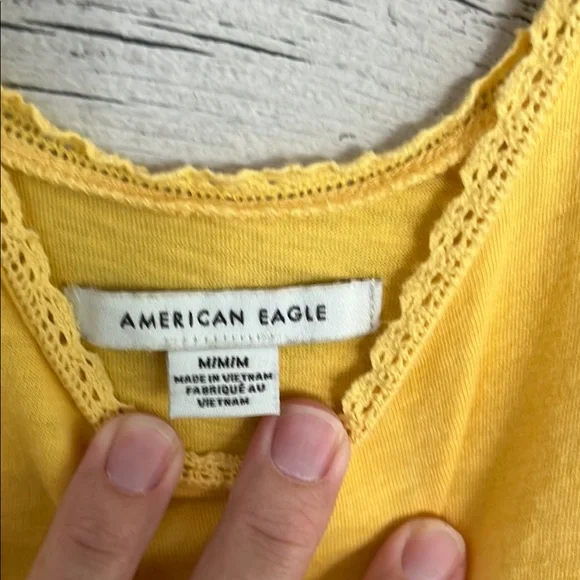 AMERICAN EAGLE
M/M/M
MADE IN VIETNAM
FABRIQUÉ AU
VIETNAM